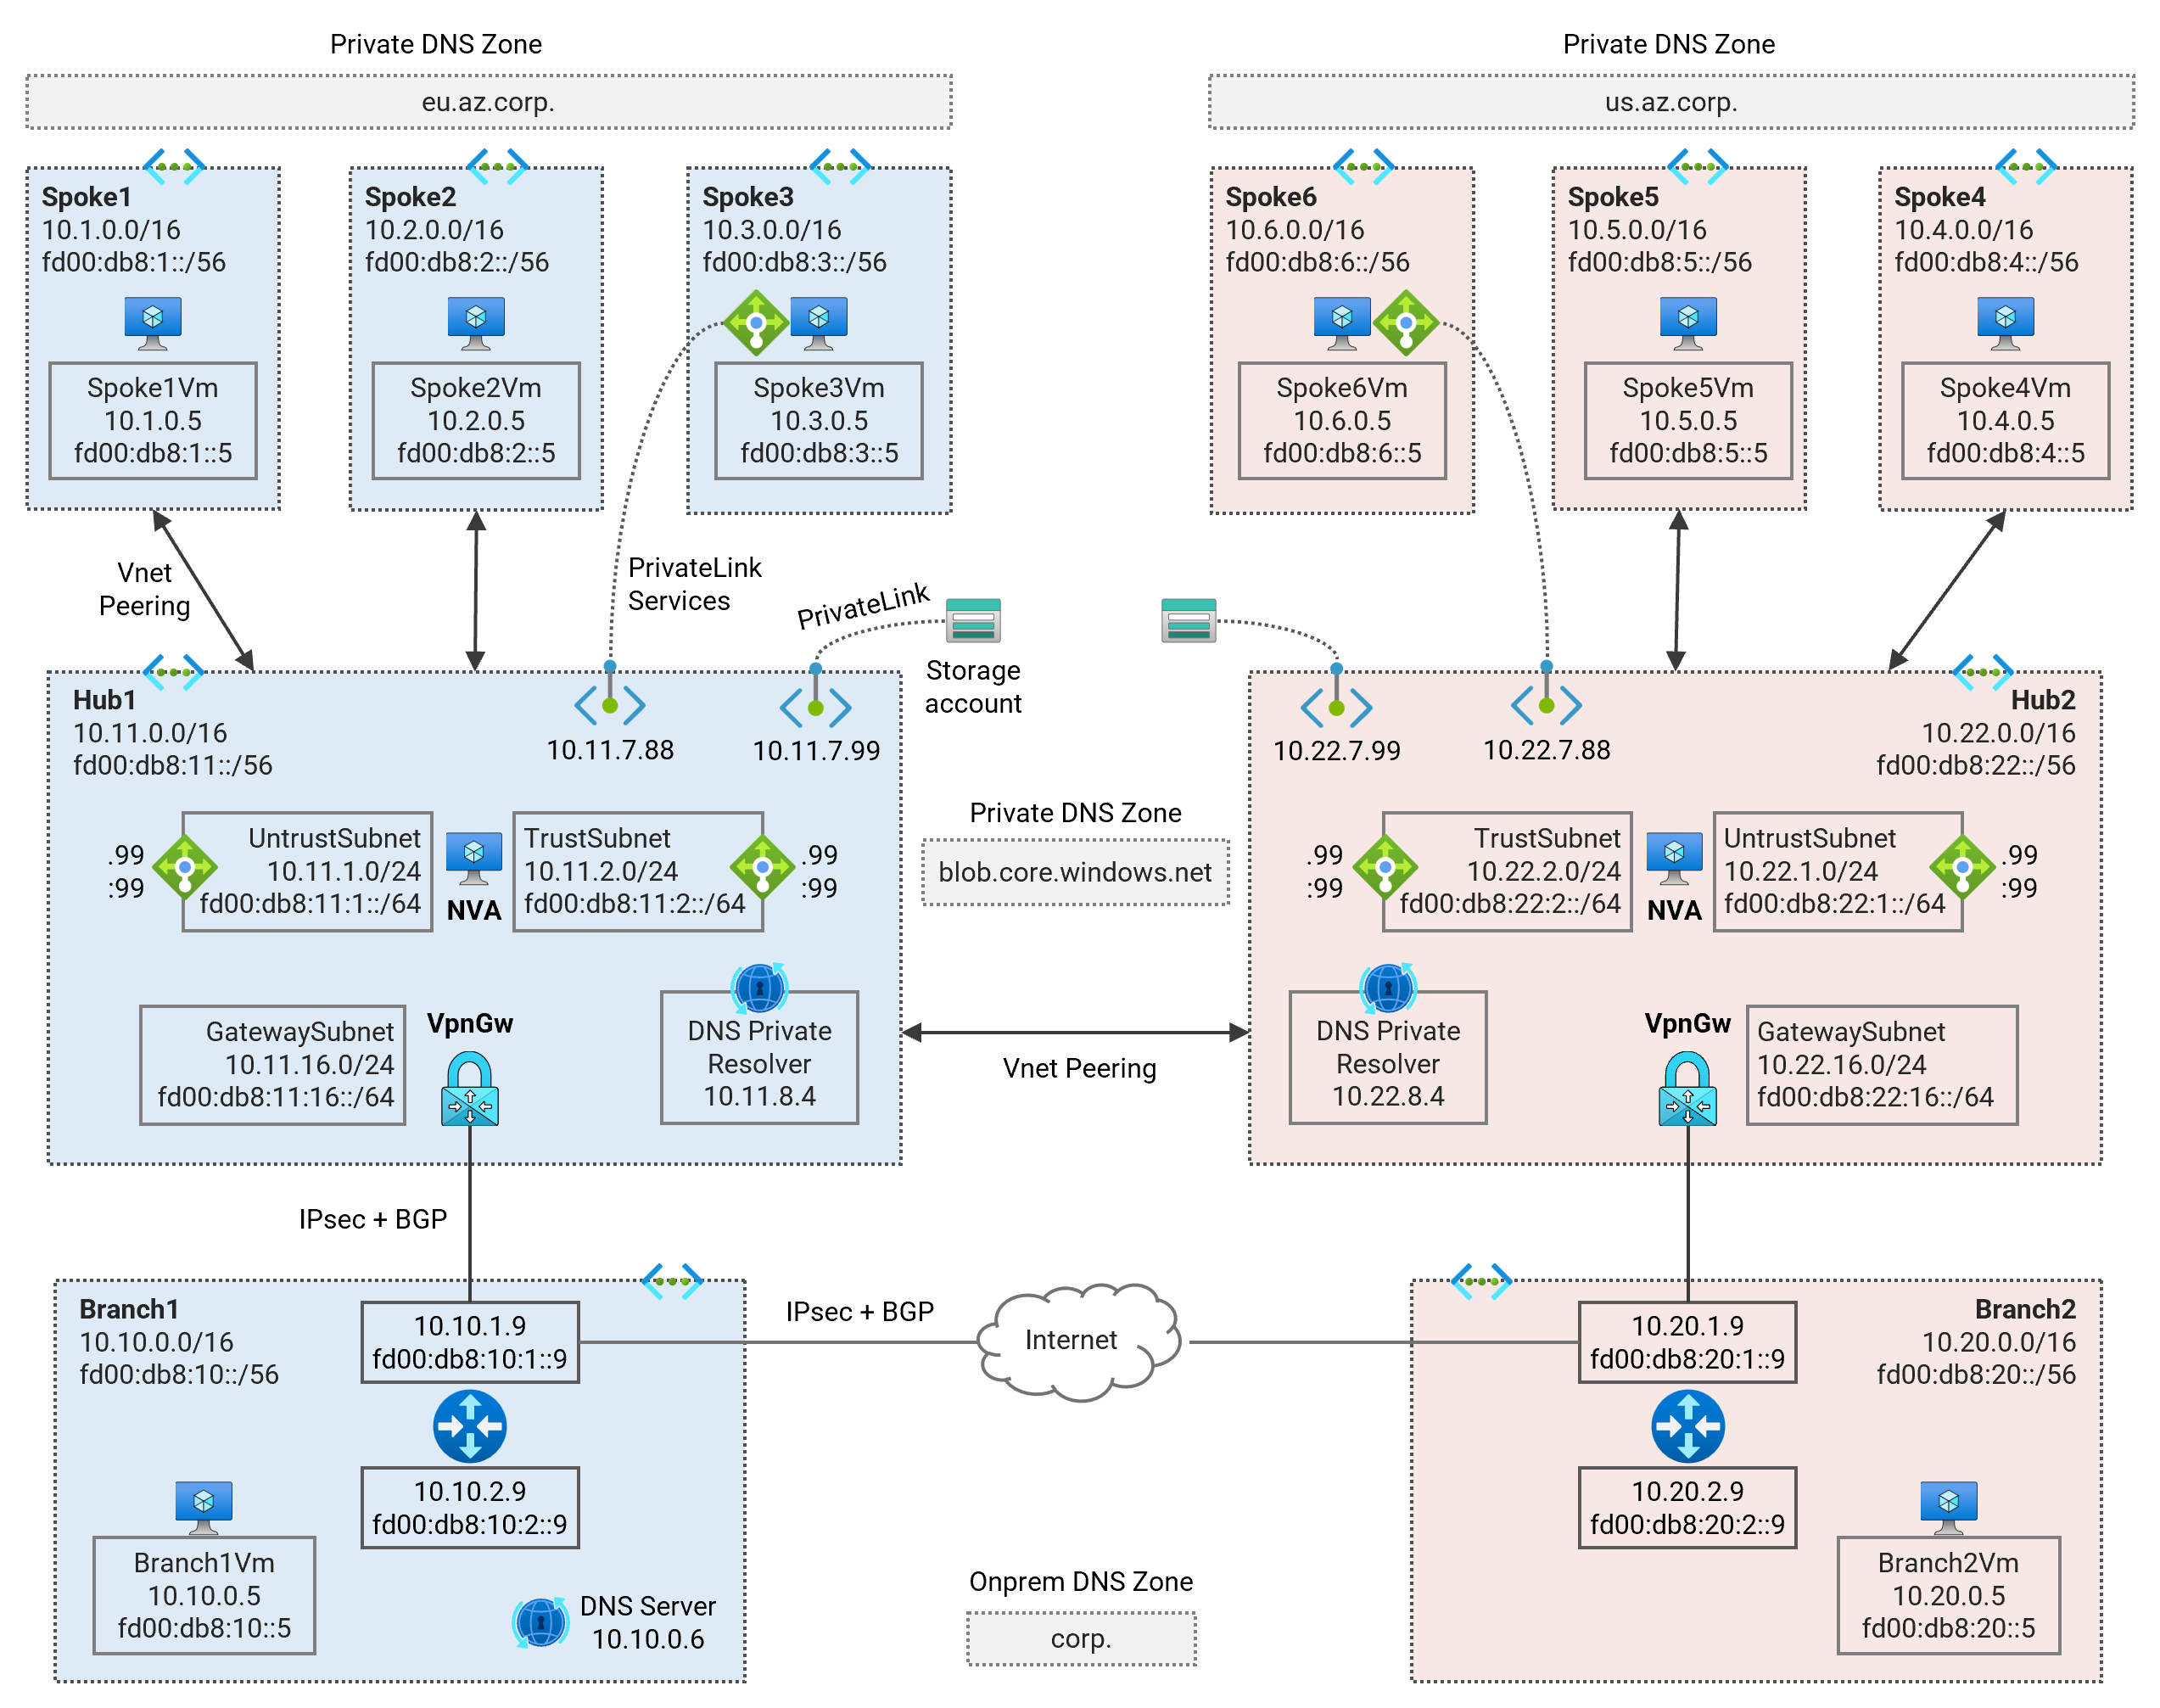 Private DNS Zone
eu.az.corp.
Private DNS Zone
us.az.corp.
Spoke1
10.1.0.0/16
fd00:db8:1::/56
Spoke1Vm
10.1.0.5
fd00:db8:1::5
Spoke2
10.2.0.0/16
fd00:db8:2::/56
Spoke2Vm
10.2.0.5
fd00:db8:2::5
Spoke3
10.3.0.0/16
fd00:db8:3::/56
Spoke3Vm
10.3.0.5
fd00:db8:3::5
Spoke6
10.6.0.0/16
fd00:db8:6::/56
Spoke6Vm
10.6.0.5
fd00:db8:6::5
Spoke5
10.5.0.0/16
fd00:db8:5::/56
Spoke5Vm
10.5.0.5
fd00:db8:5::5
Spoke4
10.4.0.0/16
fd00:db8:4::/56
Spoke4Vm
10.4.0.5
fd00:db8:4::5
Vnet
Peering
PrivateLink
Services
PrivateLink
Storage
account
Hub1
10.11.0.0/16
fd00:db8:11::/56
10.11.7.88
10.11.7.99
.99
:99
UntrustSubnet
10.11.1.0/24
fd00:db8:11:1::/64
NVA
TrustSubnet
10.11.2.0/24
fd00:db8:11:2::/64
.99
:99
GatewaySubnet
10.11.16.0/24
fd00:db8:11:16::/64
VpnGw
DNS Private
Resolver
10.11.8.4
Private DNS Zone
blob.core.windows.net
Vnet Peering
Hub2
10.22.0.0/16
fd00:db8:22::/56
10.22.7.99
10.22.7.88
.99
:99
TrustSubnet
10.22.2.0/24
fd00:db8:22:2::/64
NVA
UntrustSubnet
10.22.1.0/24
fd00:db8:22:1::/64
.99
:99
DNS Private
Resolver
10.22.8.4
VpnGw
GatewaySubnet
10.22.16.0/24
fd00:db8:22:16::/64
IPsec + BGP
Branch1
10.10.0.0/16
fd00:db8:10::/56
10.10.1.9
fd00:db8:10:1::9
10.10.2.9
fd00:db8:10:2::9
Branch1Vm
10.10.0.5
fd00:db8:10::5
DNS Server
10.10.0.6
IPsec + BGP
Internet
Onprem DNS Zone
corp.
Branch2
10.20.0.0/16
fd00:db8:20::/56
10.20.1.9
fd00:db8:20:1::9
10.20.2.9
fd00:db8:20:2::9
Branch2Vm
10.20.0.5
fd00:db8:20::5